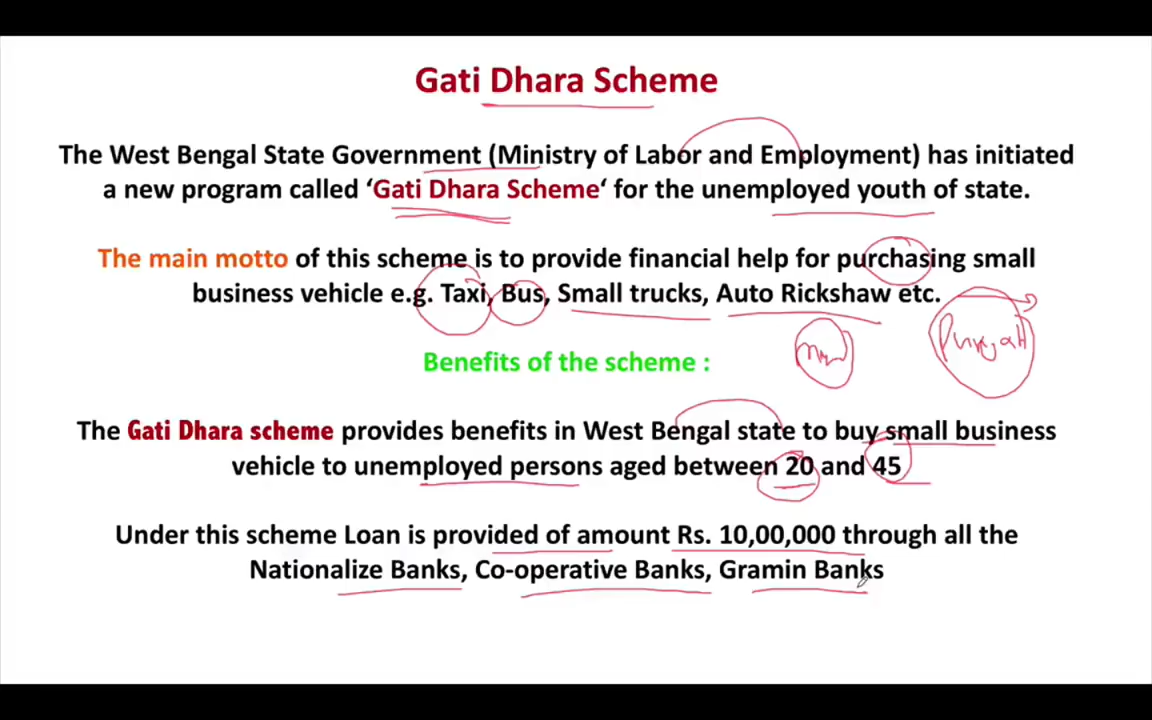 Gati Dhara Scheme
The West Bengal State Government (Ministry of Labor and Employment) has initiated
a new program called ‘Gati Dhara Scheme‘ for the unemployed youth of state.
The main motto of this scheme is to provide financial help for purchasing small
business vehicle e.g. Taxi, Bus, Small trucks, Auto Rickshaw etc.
Benefits of the scheme :
The Gati Dhara scheme provides benefits in West Bengal state to buy small business
vehicle to unemployed persons aged between 20 and 45
Under this scheme Loan is provided of amount Rs. 10,00,000 through all the
Nationalize Banks, Co-operative Banks, Gramin Banks